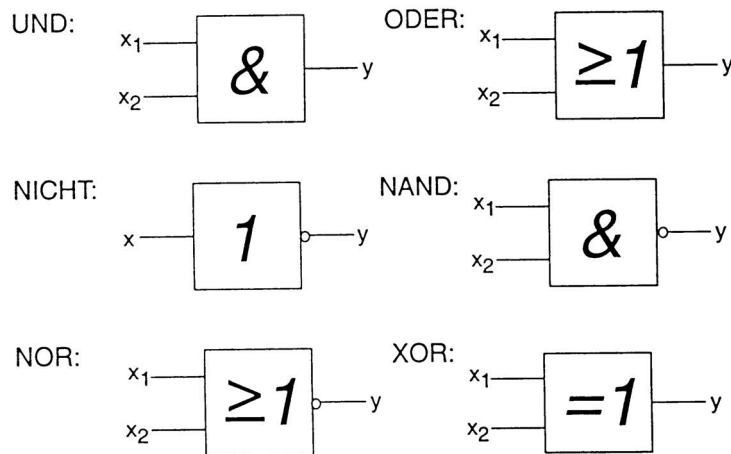 UND: x₁ x₂ & y
ODER: x₁ x₂ ≥1 y
NICHT: x 1 y
NAND: x₁ x₂ & y
NOR: x₁ x₂ ≥1 y
XOR: x₁ x₂ =1 y